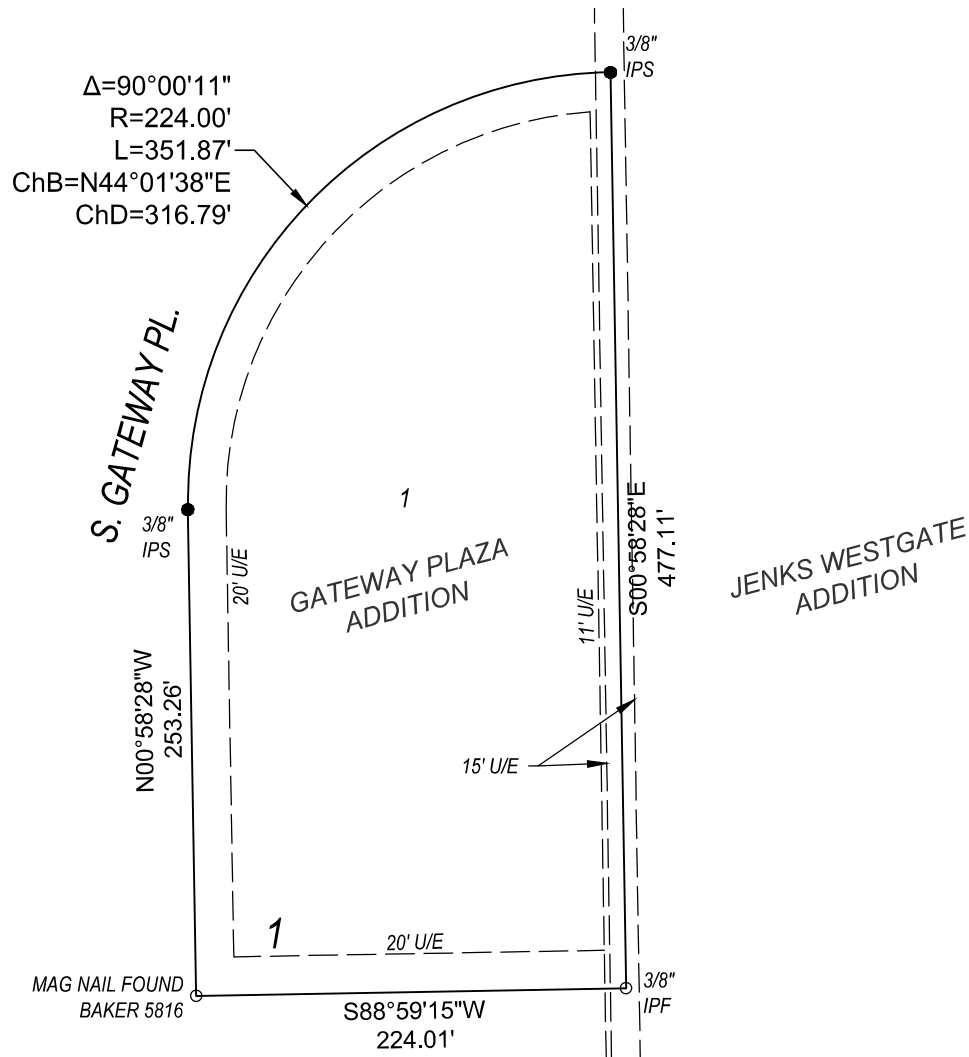 3/8"
IPS
Δ=90°00'11"
R=224.00'
L=351.87'
ChB=N44°01'38"E
ChD=316.79'
S. GATEWAY PL.
3/8"
IPS
1
20' U/E
GATEWAY PLAZA
ADDITION
11' U/E
S00°58'28"E
477.11'
JENKS WESTGATE
ADDITION
N00°58'28"W
253.26'
15' U/E
1
20' U/E
MAG NAIL FOUND
BAKER 5816
S88°59'15"W
224.01'
3/8"
IPF